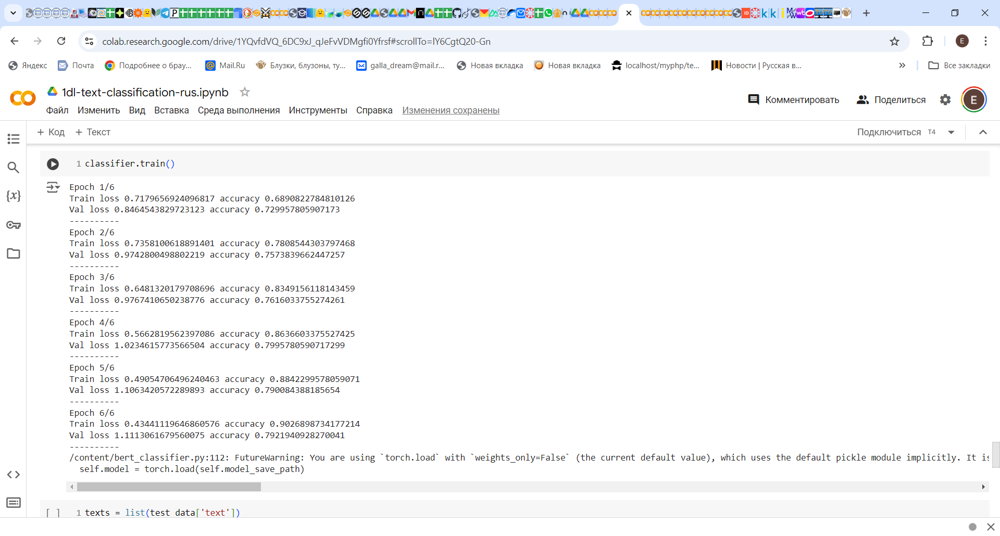 colab.research.google.com/drive/1YQvfdVQ_6DC9xJ_qJeFvVDMgfi0Yfrsf#scrollTo=lY6CgtQ20-Gn
E
Яндекс
Почта
Подробнее о брау...
Mail.Ru
Блузки, блузоны, ту...
galla_dream@mail.r...
Новая вкладка
Новая вкладка
localhost/myphp/te...
Новости | Русская в...
Все закладки
1dl-text-classification-rus.ipynb
Файл Изменить Вид Вставка Среда выполнения Инструменты Справка Изменения сохранены
Комментировать
Поделиться
E
+ Код + Текст
Подключиться T4
1 classifier.train()
Epoch 1/6
Train loss 0.7179656924096817 accuracy 0.6890822784810126
Val loss 0.8464543829723123 accuracy 0.729957805907173
----------
Epoch 2/6
Train loss 0.7358100618891401 accuracy 0.7808544303797468
Val loss 0.9742800498802219 accuracy 0.7573839662447257
----------
Epoch 3/6
Train loss 0.6481320179708696 accuracy 0.8349156118143459
Val loss 0.9767410650238776 accuracy 0.7616033755274261
----------
Epoch 4/6
Train loss 0.5662819562397086 accuracy 0.8636603375527425
Val loss 1.0234615773566504 accuracy 0.7995780590717299
----------
Epoch 5/6
Train loss 0.49054706496240463 accuracy 0.8842299578059071
Val loss 1.1063420572289893 accuracy 0.790084388185654
----------
Epoch 6/6
Train loss 0.43441119646860576 accuracy 0.9026898734177214
Val loss 1.1113061679560075 accuracy 0.7921940928270041
----------
/content/bert_classifier.py:112: FutureWarning: You are using `torch.load` with `weights_only=False` (the current default value), which uses the default pickle module implicitly. It is
self.model = torch.load(self.model_save_path)
[ ] 1 texts = list(test_data['text'])